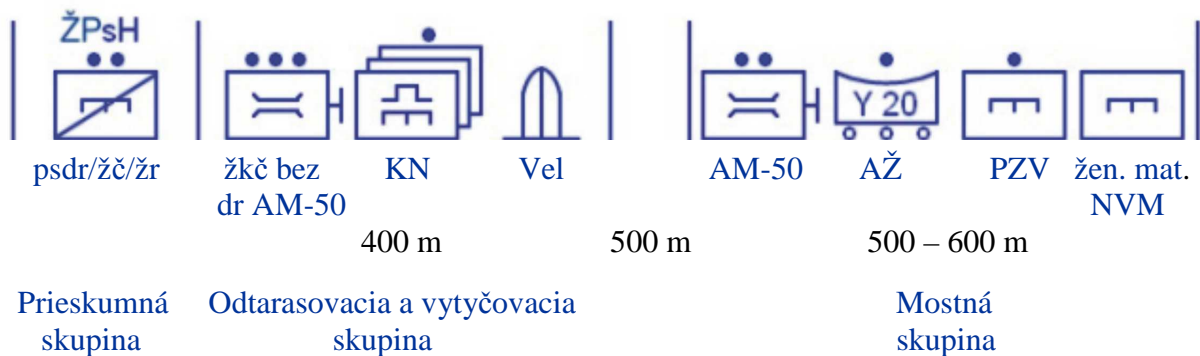 ŽPsH
Y 20
psdr/žč/žr
žkč bez
dr AM-50
KN
Vel
AM-50
AŽ
PZV
žen. mat.
NVM
400 m
500 m
500 – 600 m
Prieskumná
skupina
Odtarasovacia a vytyčovacia
skupina
Mostná
skupina